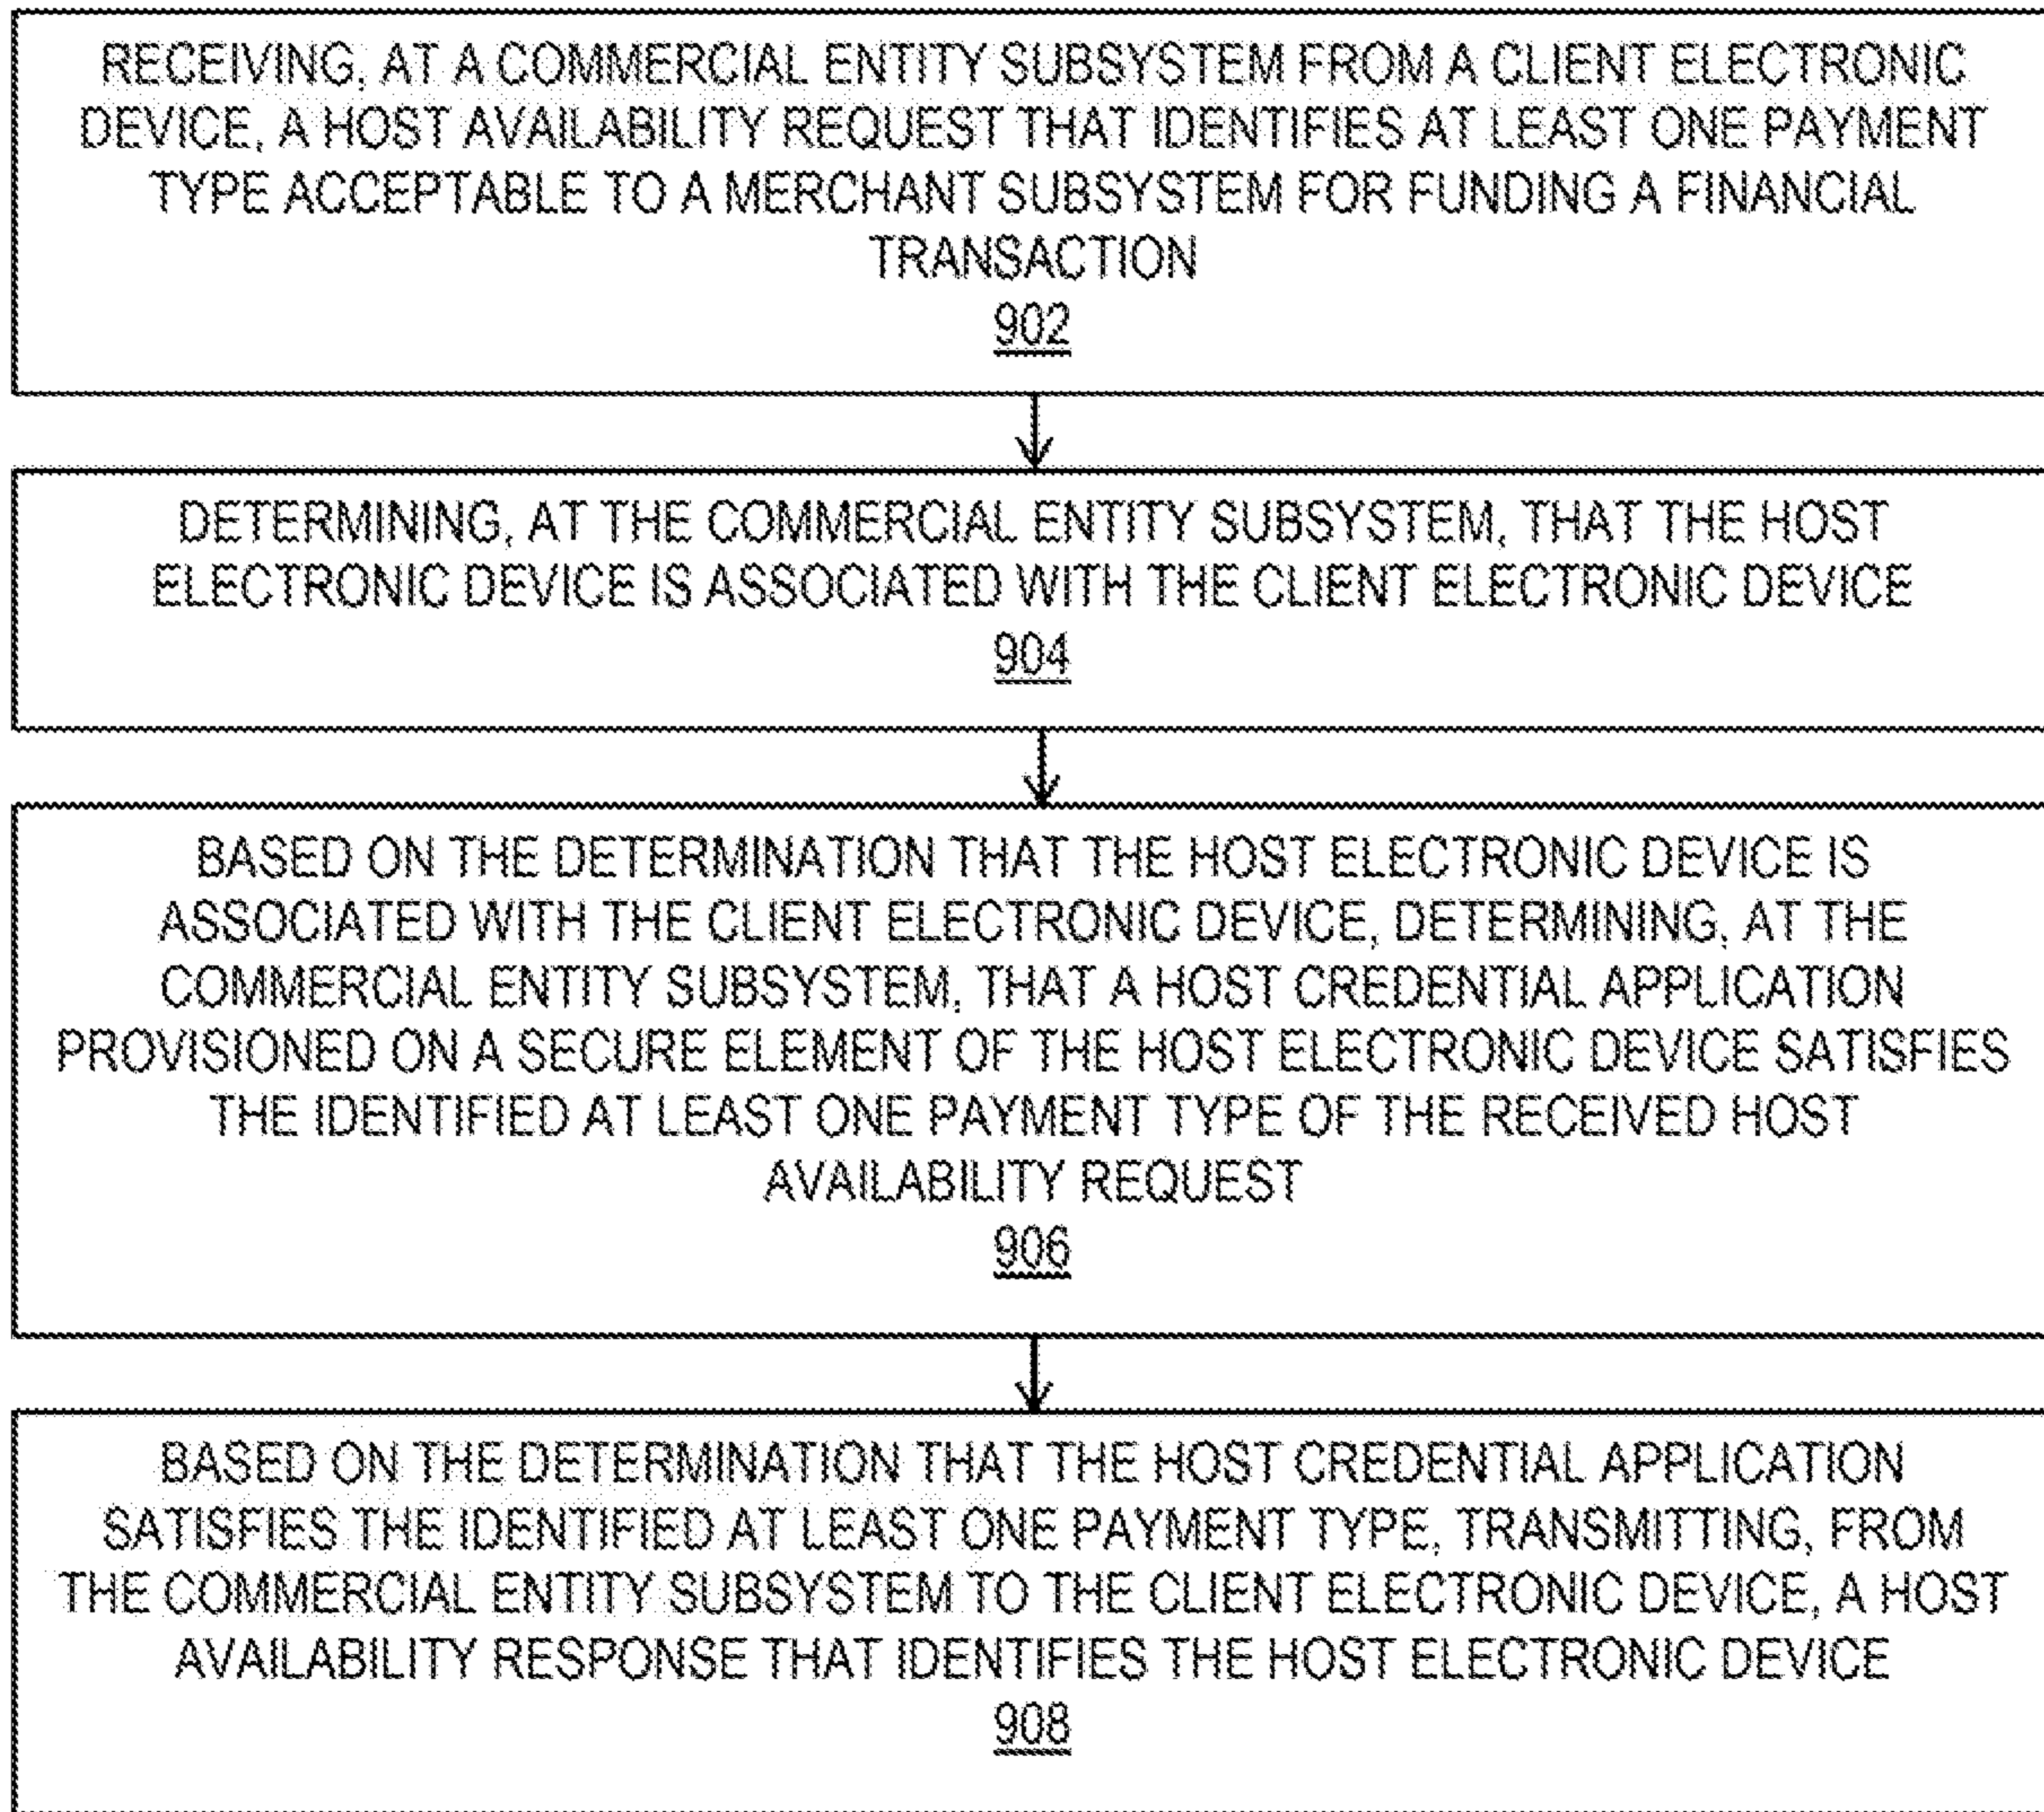 RECEIVING, AT A COMMERCIAL ENTITY SUBSYSTEM FROM A CLIENT ELECTRONIC
DEVICE, A HOST AVAILABILITY REQUEST THAT IDENTIFIES AT LEAST ONE PAYMENT
TYPE ACCEPTABLE TO A MERCHANT SUBSYSTEM FOR FUNDING A FINANCIAL
TRANSACTION
902
DETERMINING, AT THE COMMERCIAL ENTITY SUBSYSTEM, THAT THE HOST
ELECTRONIC DEVICE IS ASSOCIATED WITH THE CLIENT ELECTRONIC DEVICE
904
BASED ON THE DETERMINATION THAT THE HOST ELECTRONIC DEVICE IS
ASSOCIATED WITH THE CLIENT ELECTRONIC DEVICE, DETERMINING, AT THE
COMMERCIAL ENTITY SUBSYSTEM, THAT A HOST CREDENTIAL APPLICATION
PROVISIONED ON A SECURE ELEMENT OF THE HOST ELECTRONIC DEVICE SATISFIES
THE IDENTIFIED AT LEAST ONE PAYMENT TYPE OF THE RECEIVED HOST
AVAILABILITY REQUEST
906
BASED ON THE DETERMINATION THAT THE HOST CREDENTIAL APPLICATION
SATISFIES THE IDENTIFIED AT LEAST ONE PAYMENT TYPE, TRANSMITTING, FROM
THE COMMERCIAL ENTITY SUBSYSTEM TO THE CLIENT ELECTRONIC DEVICE, A HOST
AVAILABILITY RESPONSE THAT IDENTIFIES THE HOST ELECTRONIC DEVICE
908